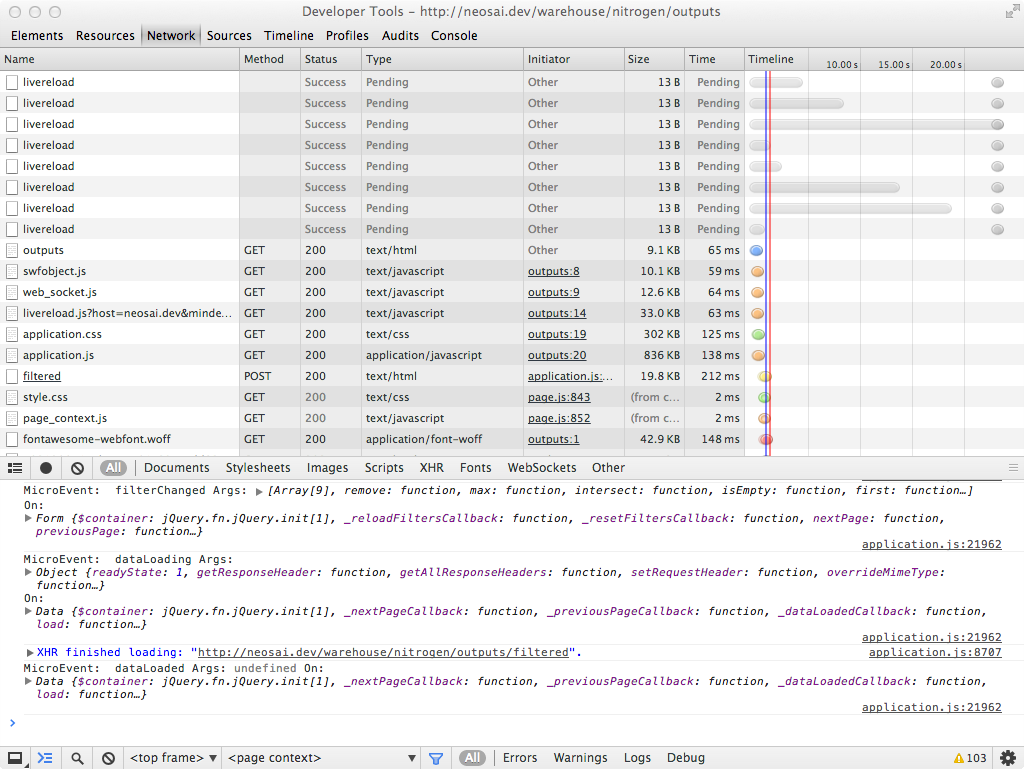 Developer Tools - http://neosai.dev/warehouse/nitrogen/outputs
Elements Resources Network Sources Timeline Profiles Audits Console
Name Method Status Type Initiator Size Time Timeline 10.00 s 15.00 s 20.00 s
livereload Success Pending Other 13 B Pending
livereload Success Pending Other 13 B Pending
livereload Success Pending Other 13 B Pending
livereload Success Pending Other 13 B Pending
livereload Success Pending Other 13 B Pending
livereload Success Pending Other 13 B Pending
livereload Success Pending Other 13 B Pending
livereload Success Pending Other 13 B Pending
outputs GET 200 text/html Other 9.1 KB 65 ms
swfobject.js GET 200 text/javascript outputs:8 10.1 KB 59 ms
web_socket.js GET 200 text/javascript outputs:9 12.6 KB 64 ms
livereload.js?host=neosai.dev&minde... GET 200 text/javascript outputs:14 33.0 KB 63 ms
application.css GET 200 text/css outputs:19 302 KB 125 ms
application.js GET 200 application/javascript outputs:20 836 KB 138 ms
filtered POST 200 text/html application.js:... 19.8 KB 212 ms
style.css GET 200 text/css page.js:843 (from c... 2 ms
page_context.js GET 200 text/javascript page.js:852 (from c... 2 ms
fontawesome-webfont.woff GET 200 application/font-woff outputs:1 42.9 KB 148 ms
All Documents Stylesheets Images Scripts XHR Fonts WebSockets Other
MicroEvent: filterChanged Args: ▶ [Array[9], remove: function, max: function, intersect: function, isEmpty: function, first: function…]
On:
▶ Form {$container: jQuery.fn.jQuery.init[1], _reloadFiltersCallback: function, _resetFiltersCallback: function, nextPage: function,
previousPage: function…}
application.js:21962
MicroEvent: dataLoading Args:
▶ Object {readyState: 1, getResponseHeader: function, getAllResponseHeaders: function, setRequestHeader: function, overrideMimeType:
function…}
On:
▶ Data {$container: jQuery.fn.jQuery.init[1], _nextPageCallback: function, _previousPageCallback: function, _dataLoadedCallback: function,
load: function…}
application.js:21962
▶ XHR finished loading: "http://neosai.dev/warehouse/nitrogen/outputs/filtered". application.js:8707
MicroEvent: dataLoaded Args: undefined On:
▶ Data {$container: jQuery.fn.jQuery.init[1], _nextPageCallback: function, _previousPageCallback: function, _dataLoadedCallback: function,
load: function…}
application.js:21962
>
<top frame> ▼ <page context> ▼ All Errors Warnings Logs Debug 103